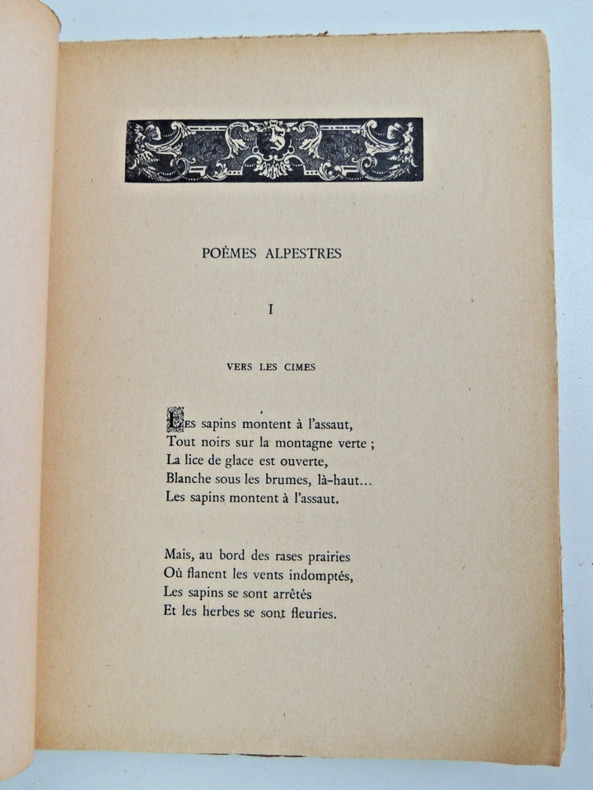 POÈMES ALPESTRES
I
VERS LES CIMES
Les sapins montent à l'assaut,
Tout noirs sur la montagne verte ;
La lice de glace est ouverte,
Blanche sous les brumes, là-haut...
Les sapins montent à l'assaut.
Mais, au bord des rases prairies
Où flanent les vents indomptés,
Les sapins se sont arrêtés
Et les herbes se sont fleuries.